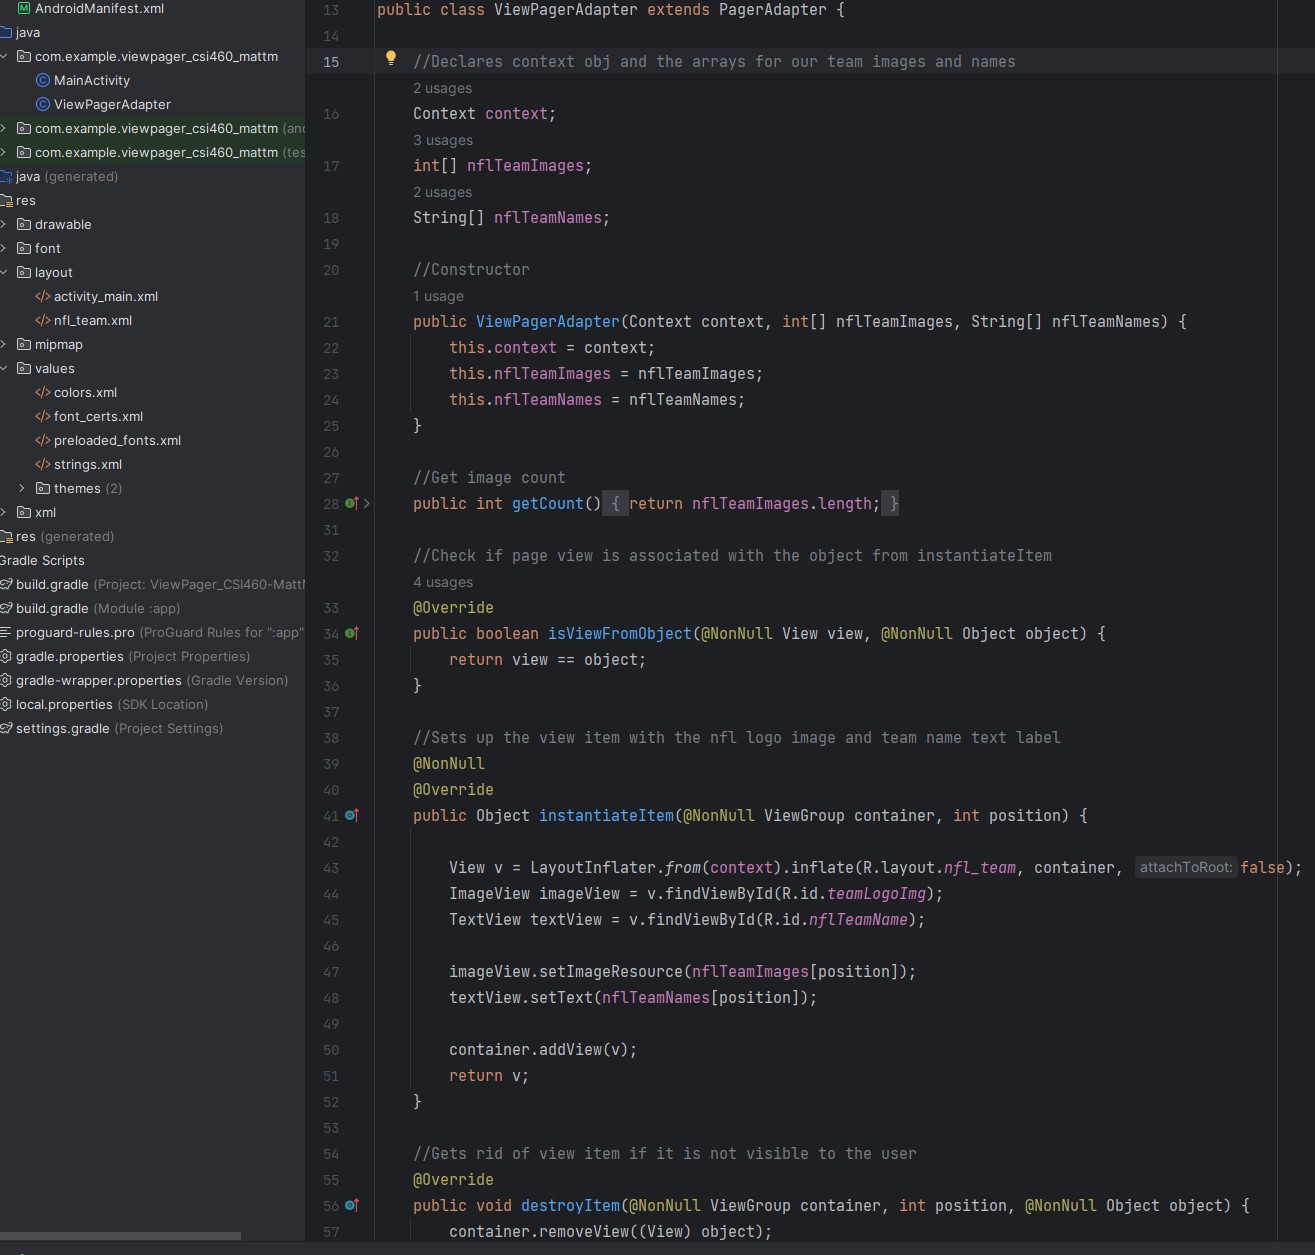 AndroidManifest.xml
java
com.example.viewpager_csi460_mattm
MainActivity
ViewPagerAdapter
com.example.viewpager_csi460_mattm (anc
com.example.viewpager_csi460_mattm (tes
java (generated)
res
drawable
font
layout
activity_main.xml
nfl_team.xml
mipmap
values
colors.xml
font_certs.xml
preloaded_fonts.xml
strings.xml
themes (2)
xml
res (generated)
Gradle Scripts
build.gradle (Project: ViewPager_CSI460-Mattl
build.gradle (Module :app)
proguard-rules.pro (ProGuard Rules for ":app"
gradle.properties (Project Properties)
gradle-wrapper.properties (Gradle Version)
local.properties (SDK Location)
settings.gradle (Project Settings)
13 public class ViewPagerAdapter extends PagerAdapter {
14
15 //Declares context obj and the arrays for our team images and names
2 usages
16 Context context;
3 usages
17 int[] nflTeamImages;
2 usages
18 String[] nflTeamNames;
19
20 //Constructor
1 usage
21 public ViewPagerAdapter(Context context, int[] nflTeamImages, String[] nflTeamNames) {
22 this.context = context;
23 this.nflTeamImages = nflTeamImages;
24 this.nflTeamNames = nflTeamNames;
25 }
26
27 //Get image count
28 public int getCount() { return nflTeamImages.length; }
31
32 //Check if page view is associated with the object from instantiateItem
4 usages
33 @Override
34 public boolean isViewFromObject(@NonNull View view, @NonNull Object object) {
35 return view == object;
36 }
37
38 //Sets up the view item with the nfl logo image and team name text label
39 @NonNull
40 @Override
41 public Object instantiateItem(@NonNull ViewGroup container, int position) {
42
43 View v = LayoutInflater.from(context).inflate(R.layout.nfl_team, container, attachToRoot: false);
44 ImageView imageView = v.findViewById(R.id.teamLogoImg);
45 TextView textView = v.findViewById(R.id.nflTeamName);
46
47 imageView.setImageResource(nflTeamImages[position]);
48 textView.setText(nflTeamNames[position]);
49
50 container.addView(v);
51 return v;
52 }
53
54 //Gets rid of view item if it is not visible to the user
55 @Override
56 public void destroyItem(@NonNull ViewGroup container, int position, @NonNull Object object) {
57 container.removeView((View) object);